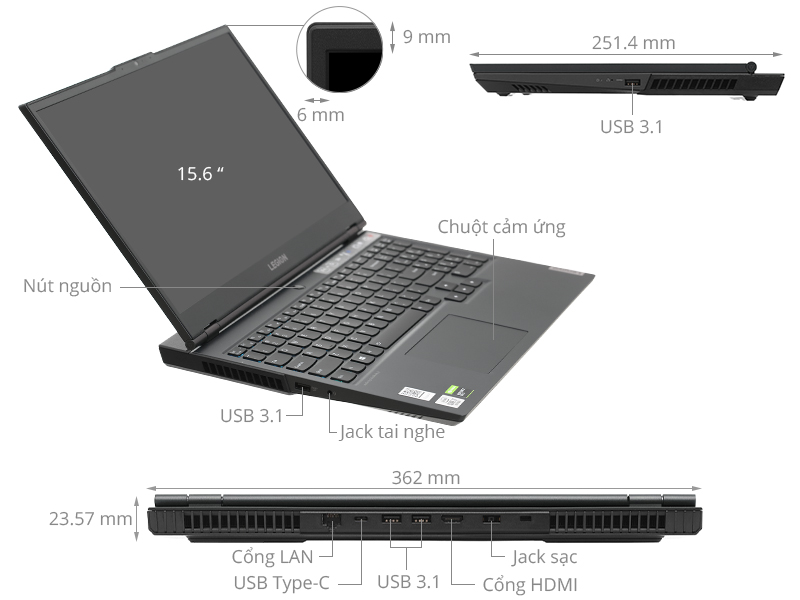 9 mm
6 mm
251.4 mm
USB 3.1
15.6 “
LEGION
Chuột cảm ứng
Nút nguồn
USB 3.1
Jack tai nghe
362 mm
23.57 mm
Cổng LAN
Jack sạc
USB Type-C
USB 3.1
Cổng HDMI